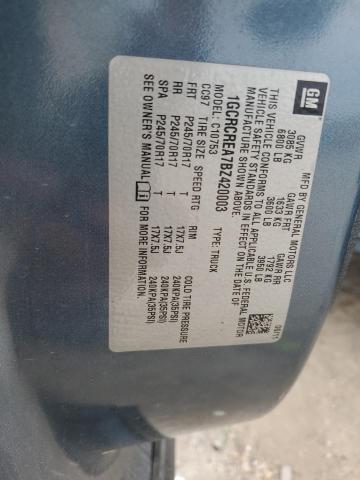 GM
MFD BY GENERAL MOTORS LLC
08/11
GVWR GAWR FRT GAWR RR
3085 KG 1633 KG 1792 KG
6800 LB 3600 LB 3950 LB
THIS VEHICLE CONFORMS TO ALL APPLICABLE U.S. FEDERAL MOTOR
VEHICLE SAFETY STANDARDS IN EFFECT ON THE DATE OF
MANUFACTURE SHOWN ABOVE.
1GCRCREA7BZ420003 TYPE: TRUCK
MODEL: C10753
CC97 TIRE SIZE SPEED RTG RIM COLD TIRE PRESSURE
FRT P245/70R17 T 17X7.5J 240KPA(35PSI)
RR P245/70R17 T 17X7.5J 240KPA(35PSI)
SPA P245/70R17 T 17X7.5J 240KPA(35PSI)
SEE OWNER'S MANUAL FOR MORE INFORMATION.